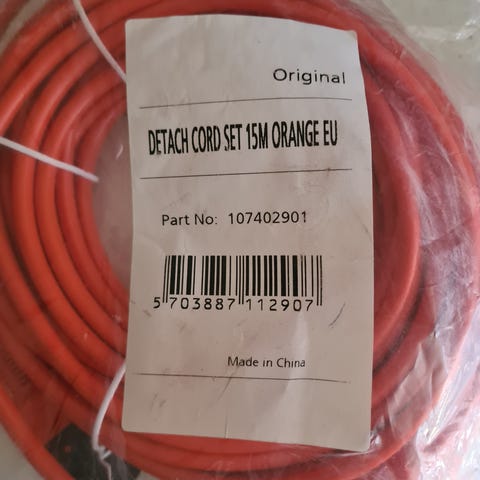 Original
DETACH CORD SET 15M ORANGE EU
Part No: 107402901
5 703887 112907
Made in China